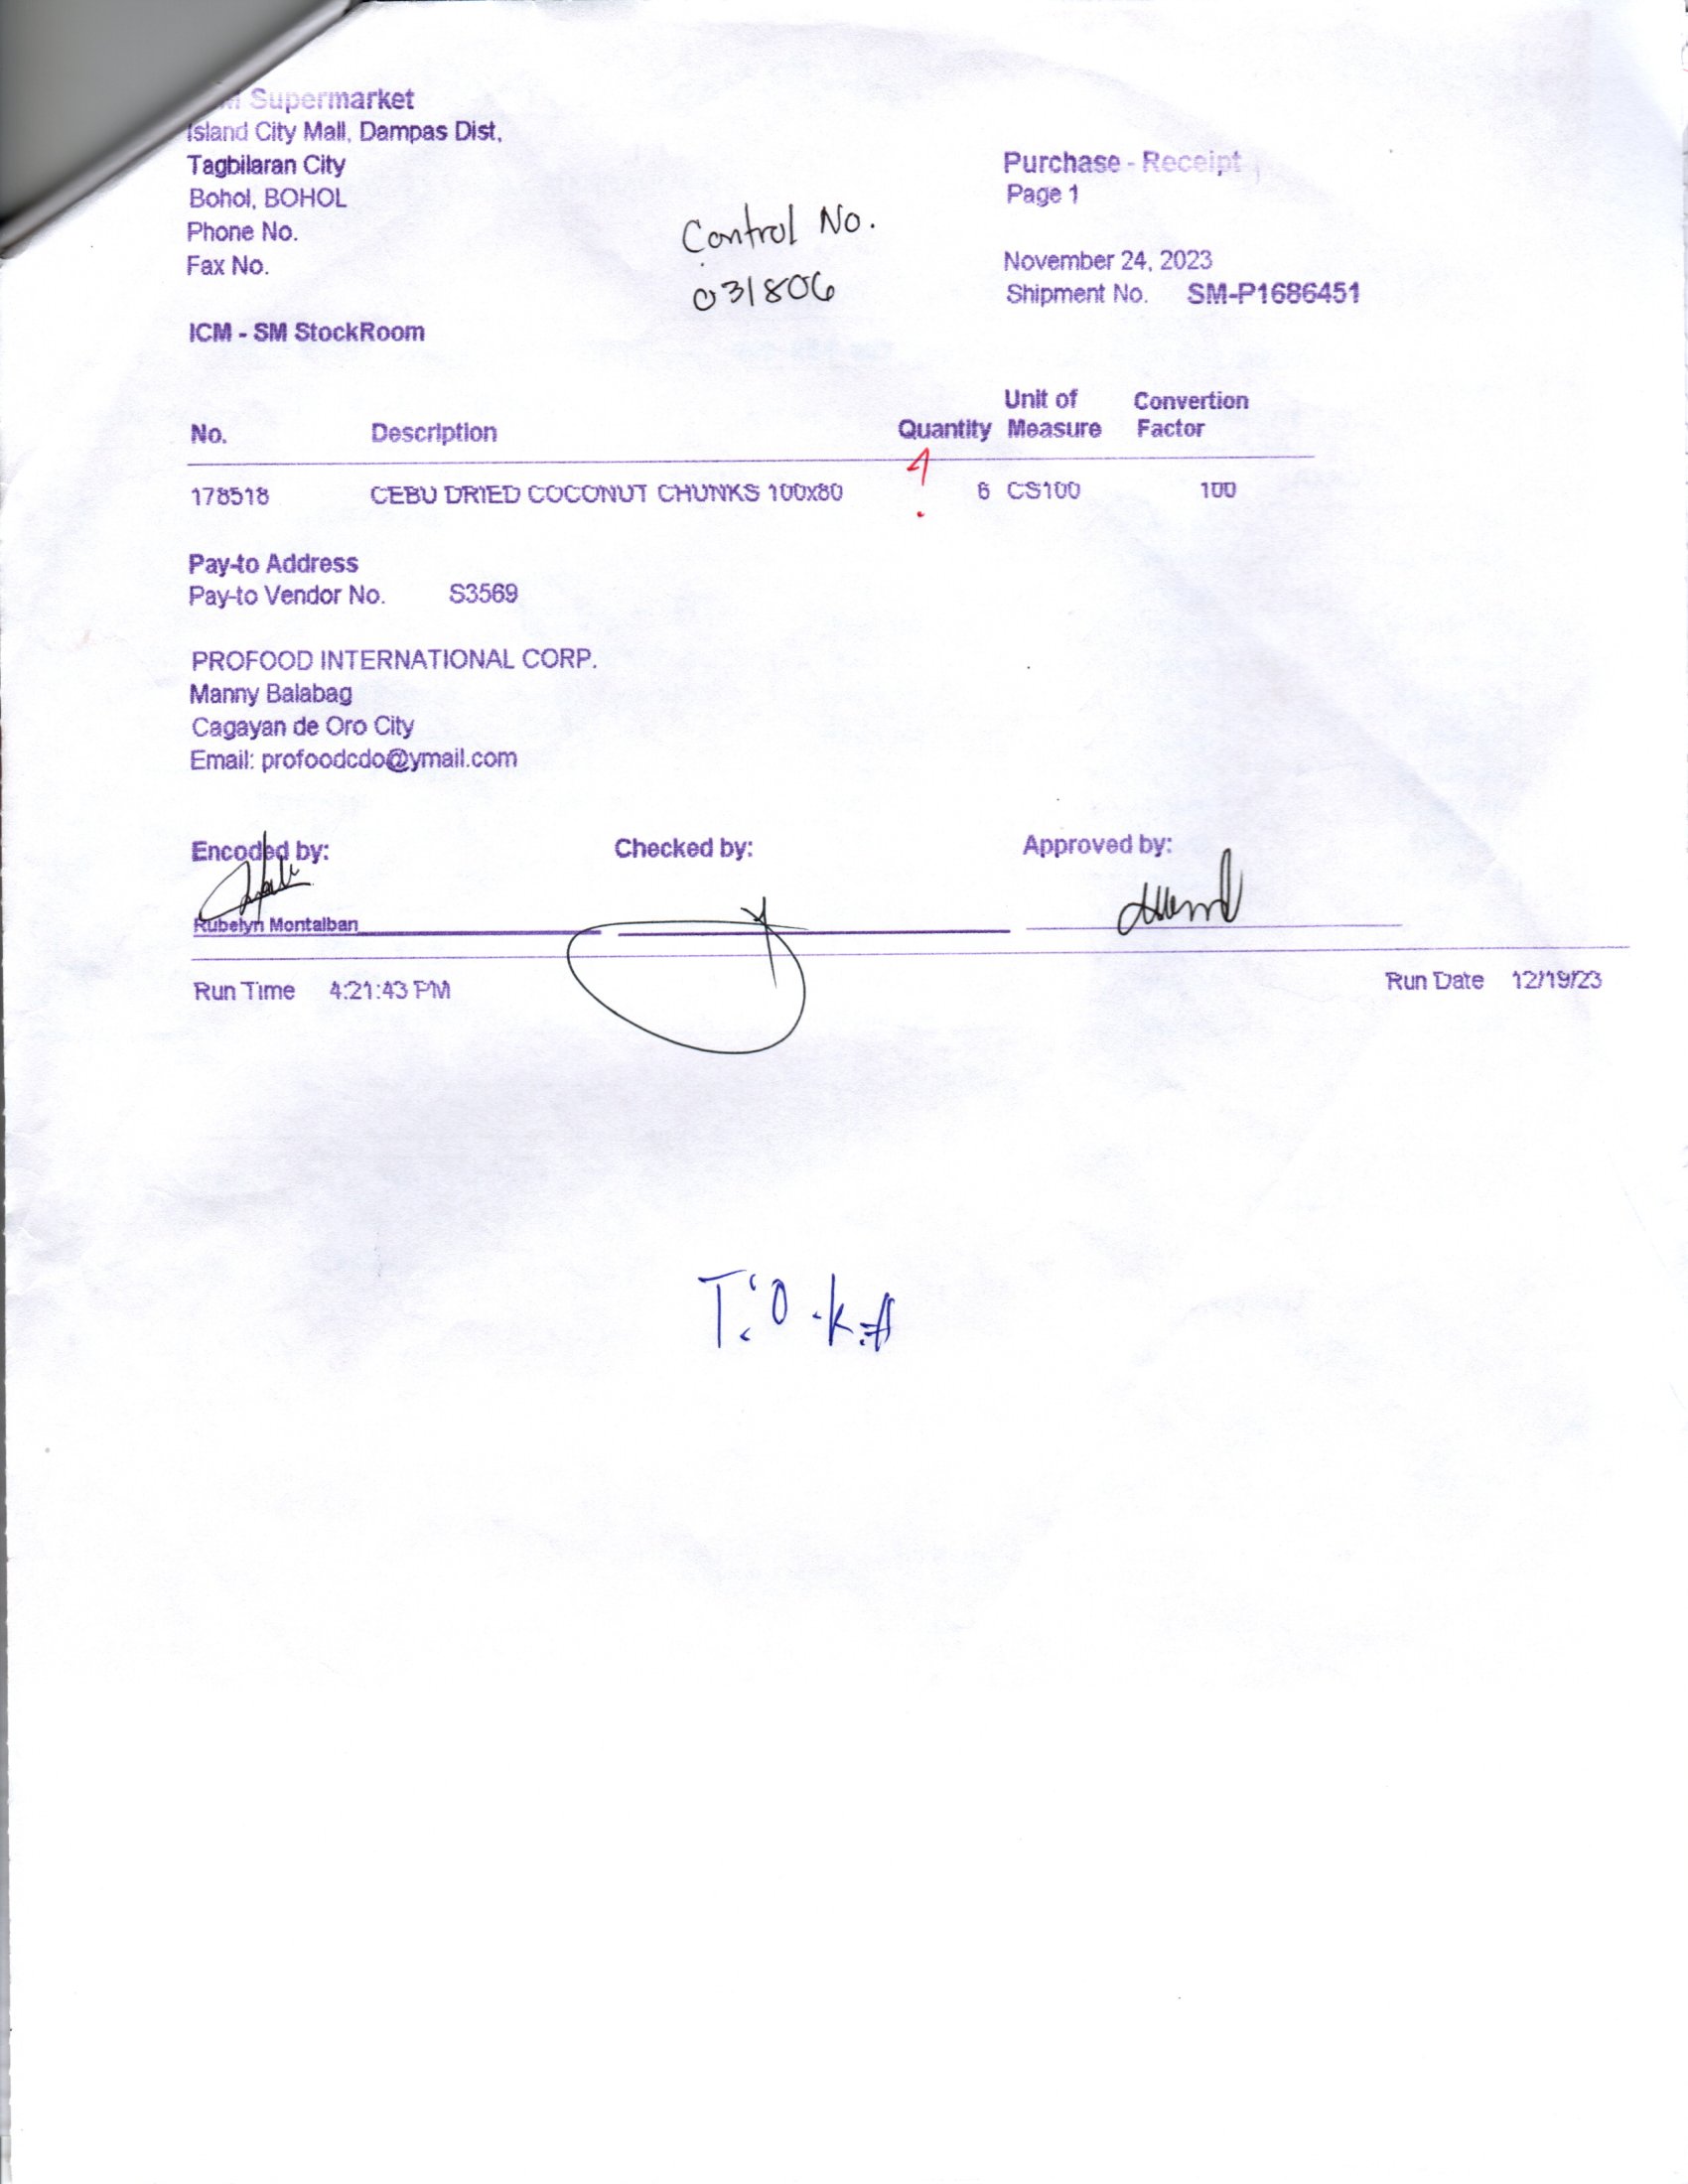 Supermarket
Island City Mall, Dampas Dist,
Tagbilaran City
Bohol, BOHOL
Phone No.
Fax No.
Control No.
031806
Purchase - Receipt
Page 1
November 24, 2023
Shipment No. SM-P1686451
ICM - SM StockRoom
No. Description Quantity Unit of Measure Convertion Factor
178518 CEBU DRIED COCONUT CHUNKS 100x80 6 CS100 100
Pay-to Address
Pay-to Vendor No. S3569
PROFOOD INTERNATIONAL CORP.
Manny Balabag
Cagayan de Oro City
Email: profoodcdo@ymail.com
Encoded by: Checked by: Approved by:
Rubelyn Montalban
Run Time 4:21:43 PM Run Date 12/19/23